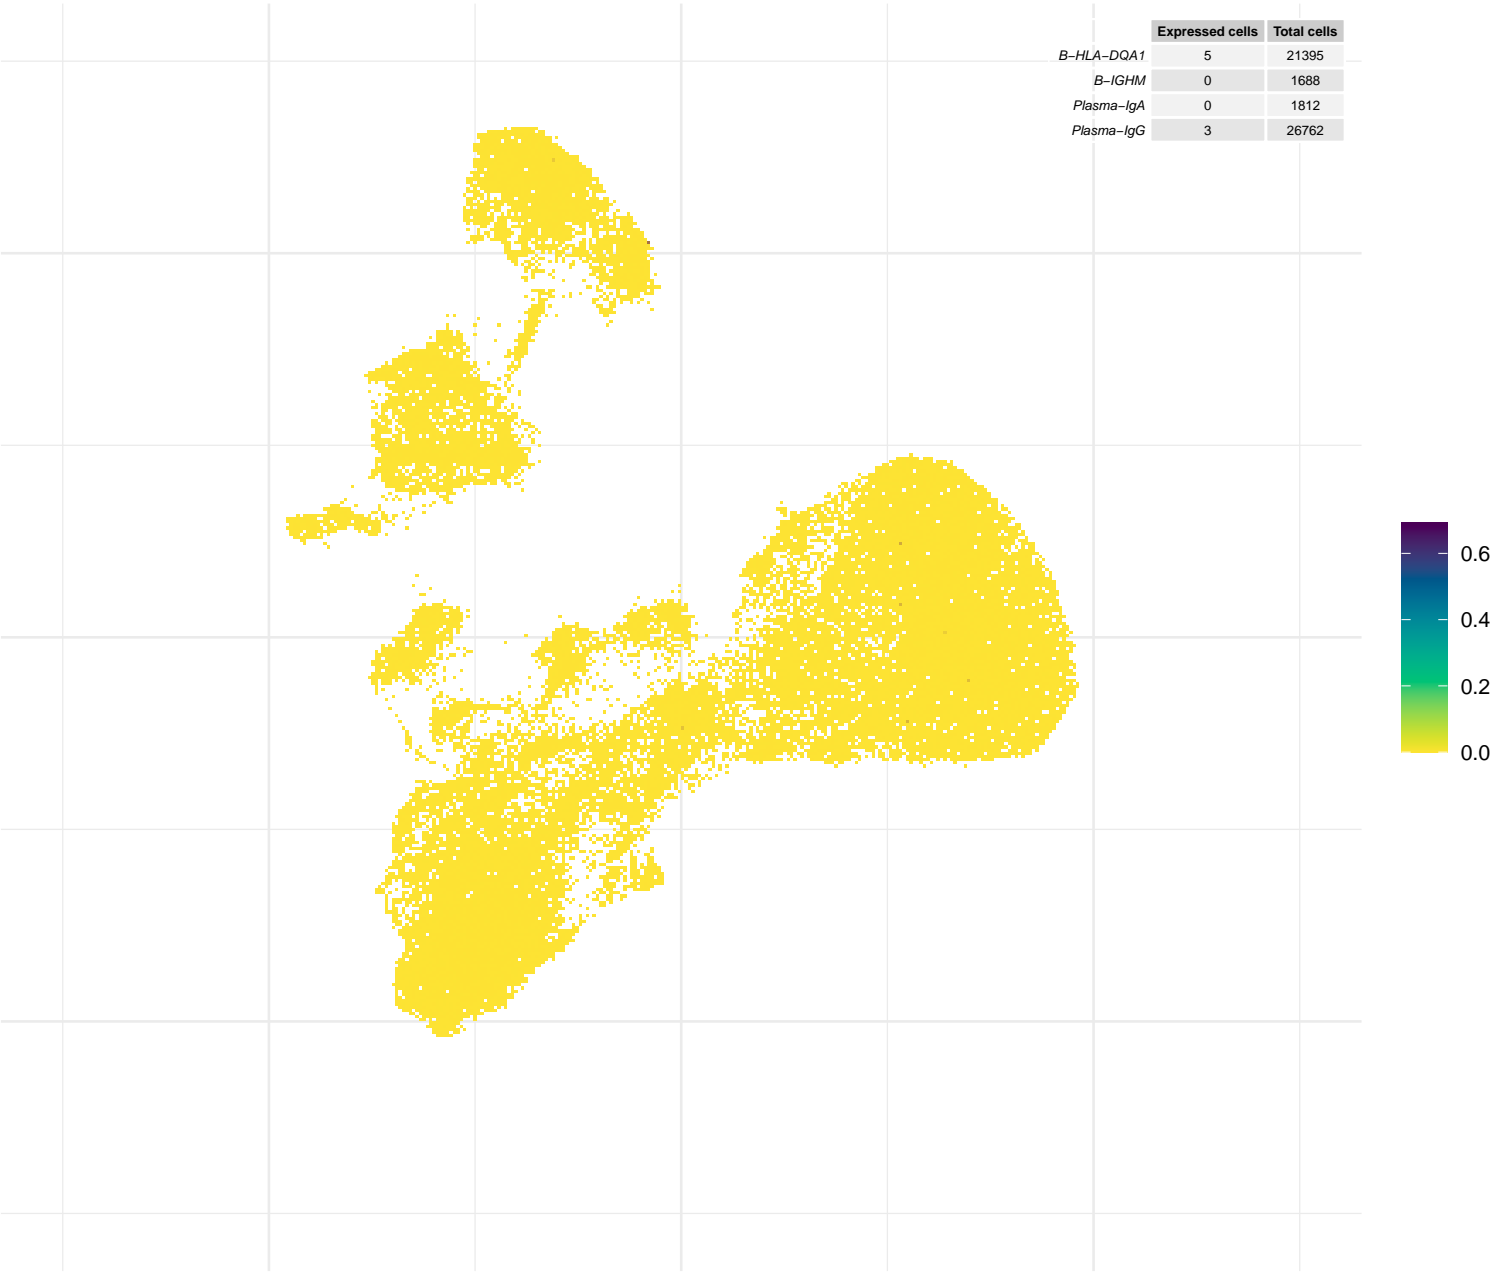 Expressed cells Total cells
B−HLA−DQA1 5 21395
B−IGHM 0 1688
Plasma−IgA 0 1812
Plasma−IgG 3 26762
0.6
0.4
0.2
0.0